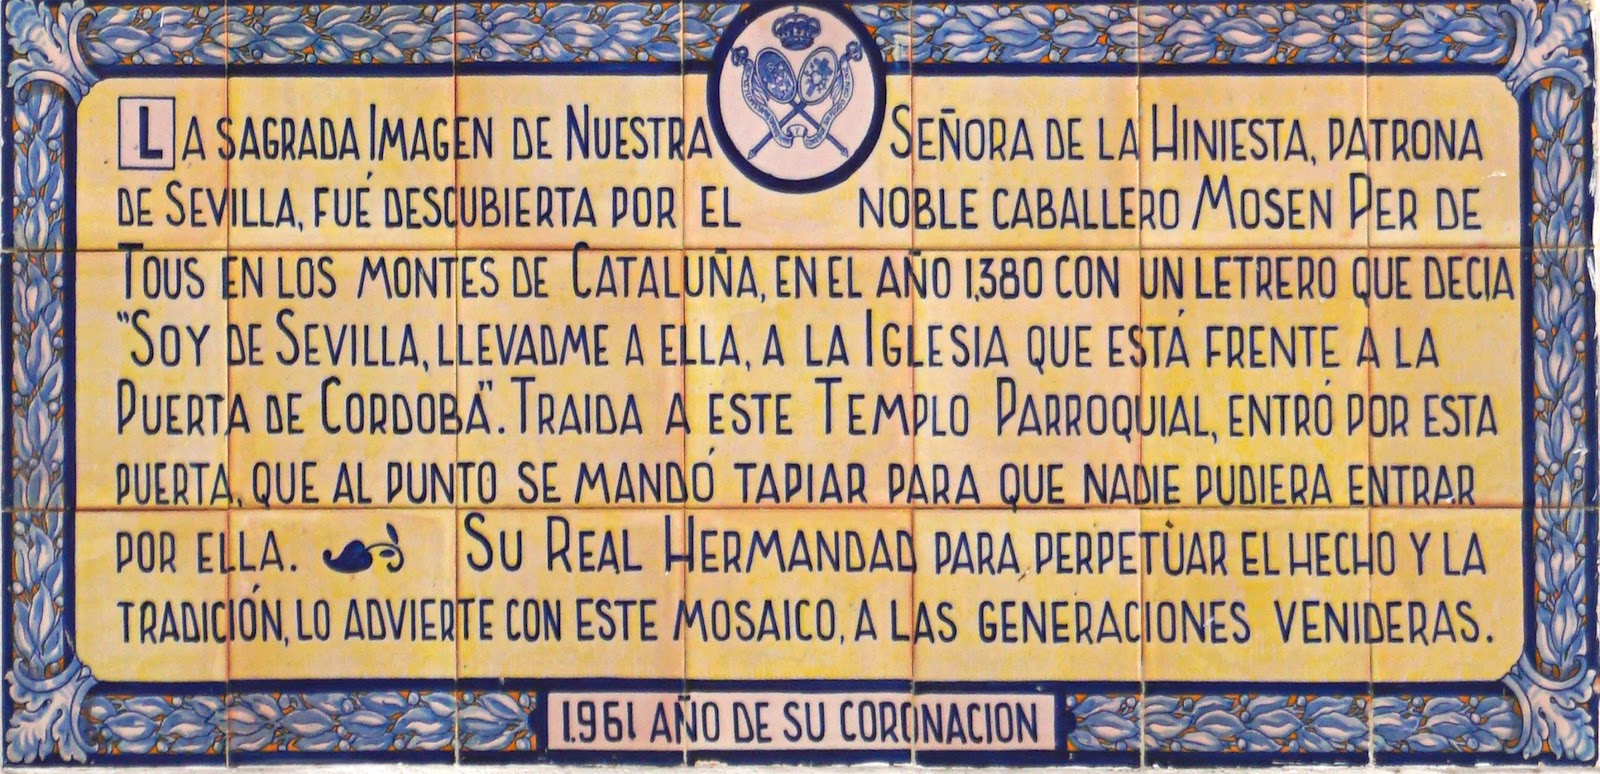 LA SAGRADA IMAGEN DE NUESTRA SEÑORA DE LA HINIESTA, PATRONA
DE SEVILLA, FUÉ DESCUBIERTA POR EL NOBLE CABALLERO MOSEN PER DE
TOUS EN LOS MONTES DE CATALUÑA, EN EL AÑO 1,380 CON UN LETRERO QUE DECIA
"SOY DE SEVILLA, LLEVADME A ELLA, A LA IGLESIA QUE ESTÁ FRENTE A LA
PUERTA DE CORDOBA". TRAIDA A ESTE TEMPLO PARROQUIAL, ENTRÓ POR ESTA
PUERTA, QUE AL PUNTO SE MANDÓ TAPIAR PARA QUE NADIE PUDIERA ENTRAR
POR ELLA. SU REAL HERMANDAD PARA PERPETÙAR EL HECHO Y LA
TRADICIÓN, LO ADVIERTE CON ESTE MOSAICO, A LAS GENERACIONES VENIDERAS.
1.961 AÑO DE SU CORONACION